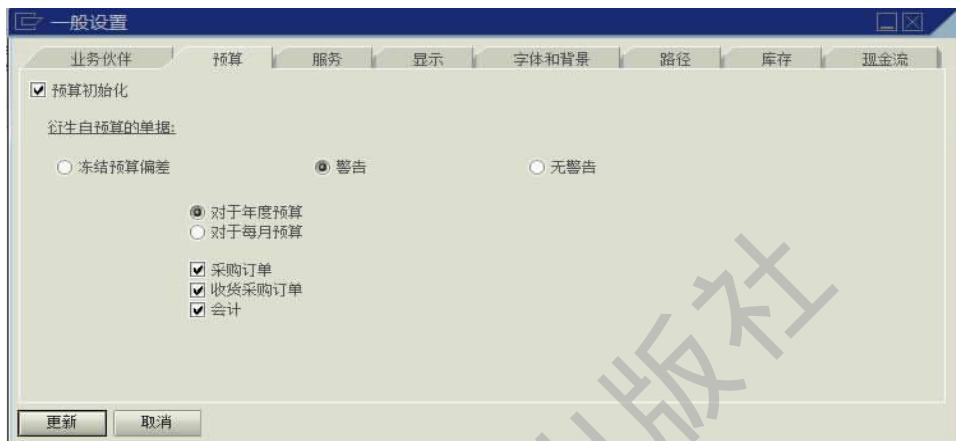 一般设置
业务伙伴 预算 服务 显示 字体和背景 路径 库存 现金流
预算初始化
衍生自预算的单据:
冻结预算偏差 警告 无警告
对于年度预算
对于每月预算
采购订单
收货采购订单
会计
更新 取消
出版社